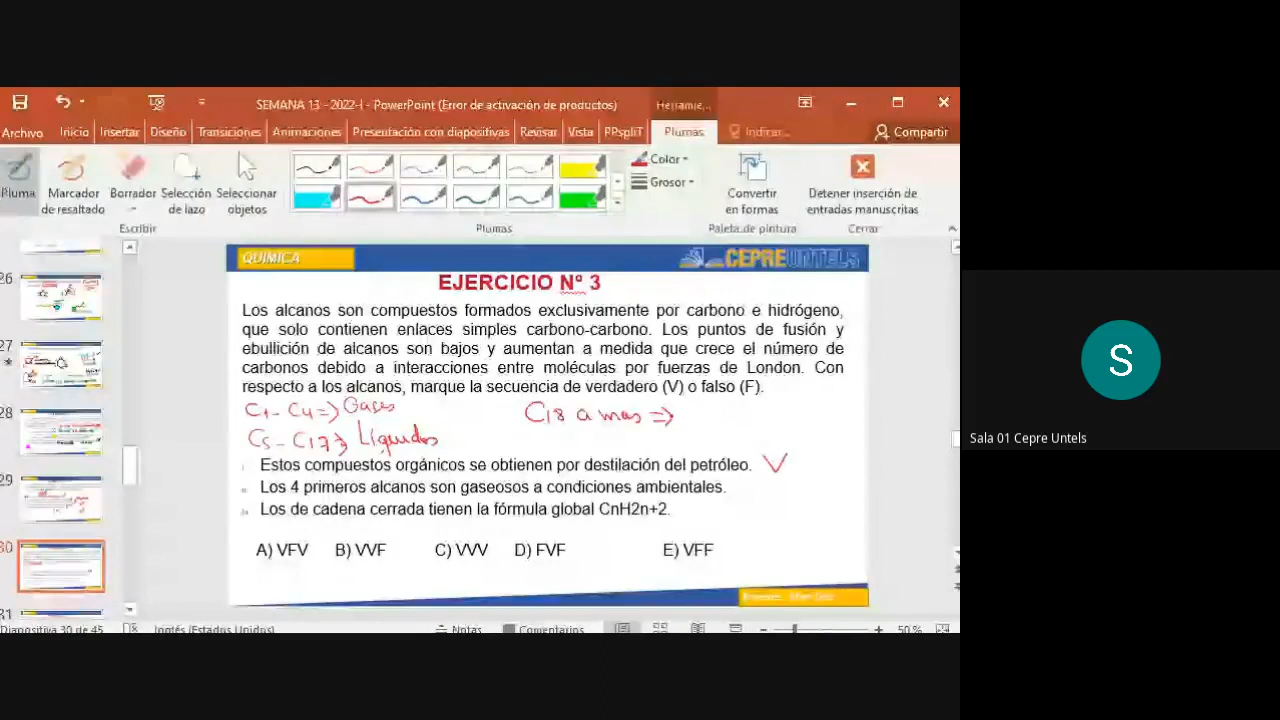 SEMANA 13 - 2022-I - PowerPoint (Error de activación de productos)
Herramie...
Archivo Inicio Insertar Diseño Transiciones Animaciones Presentación con diapositivas Revisar Vista PPspliT Plumas Indicar... Compartir
Pluma
Marcador de resaltado
Borrador
Selección de lazo
Seleccionar objetos
Color
Grosor
Convertir en formas
Detener inserción de entradas manuscritas
Escribir
Plumas
Paleta de pintura
Cerrar
26
27
28
29
30
31
QUÍMICA
CEPREUNTELS
EJERCICIO Nº 3
Los alcanos son compuestos formados exclusivamente por carbono e hidrógeno,
que solo contienen enlaces simples carbono-carbono. Los puntos de fusión y
ebullición de alcanos son bajos y aumentan a medida que crece el número de
carbonos debido a interacciones entre moléculas por fuerzas de London. Con
respecto a los alcanos, marque la secuencia de verdadero (V) o falso (F).
C1 - C4 => Gases
C18 a mas =>
C5 - C17 => Líquidos
Estos compuestos orgánicos se obtienen por destilación del petróleo. V
Los 4 primeros alcanos son gaseosos a condiciones ambientales.
Los de cadena cerrada tienen la fórmula global CnH2n+2.
A) VFV B) VVF C) VVV D) FVF E) VFF
Diapositiva 30 de 45
Inglés (Estados Unidos)
Notas
Comentarios
50 %
S
Sala 01 Cepre Untels